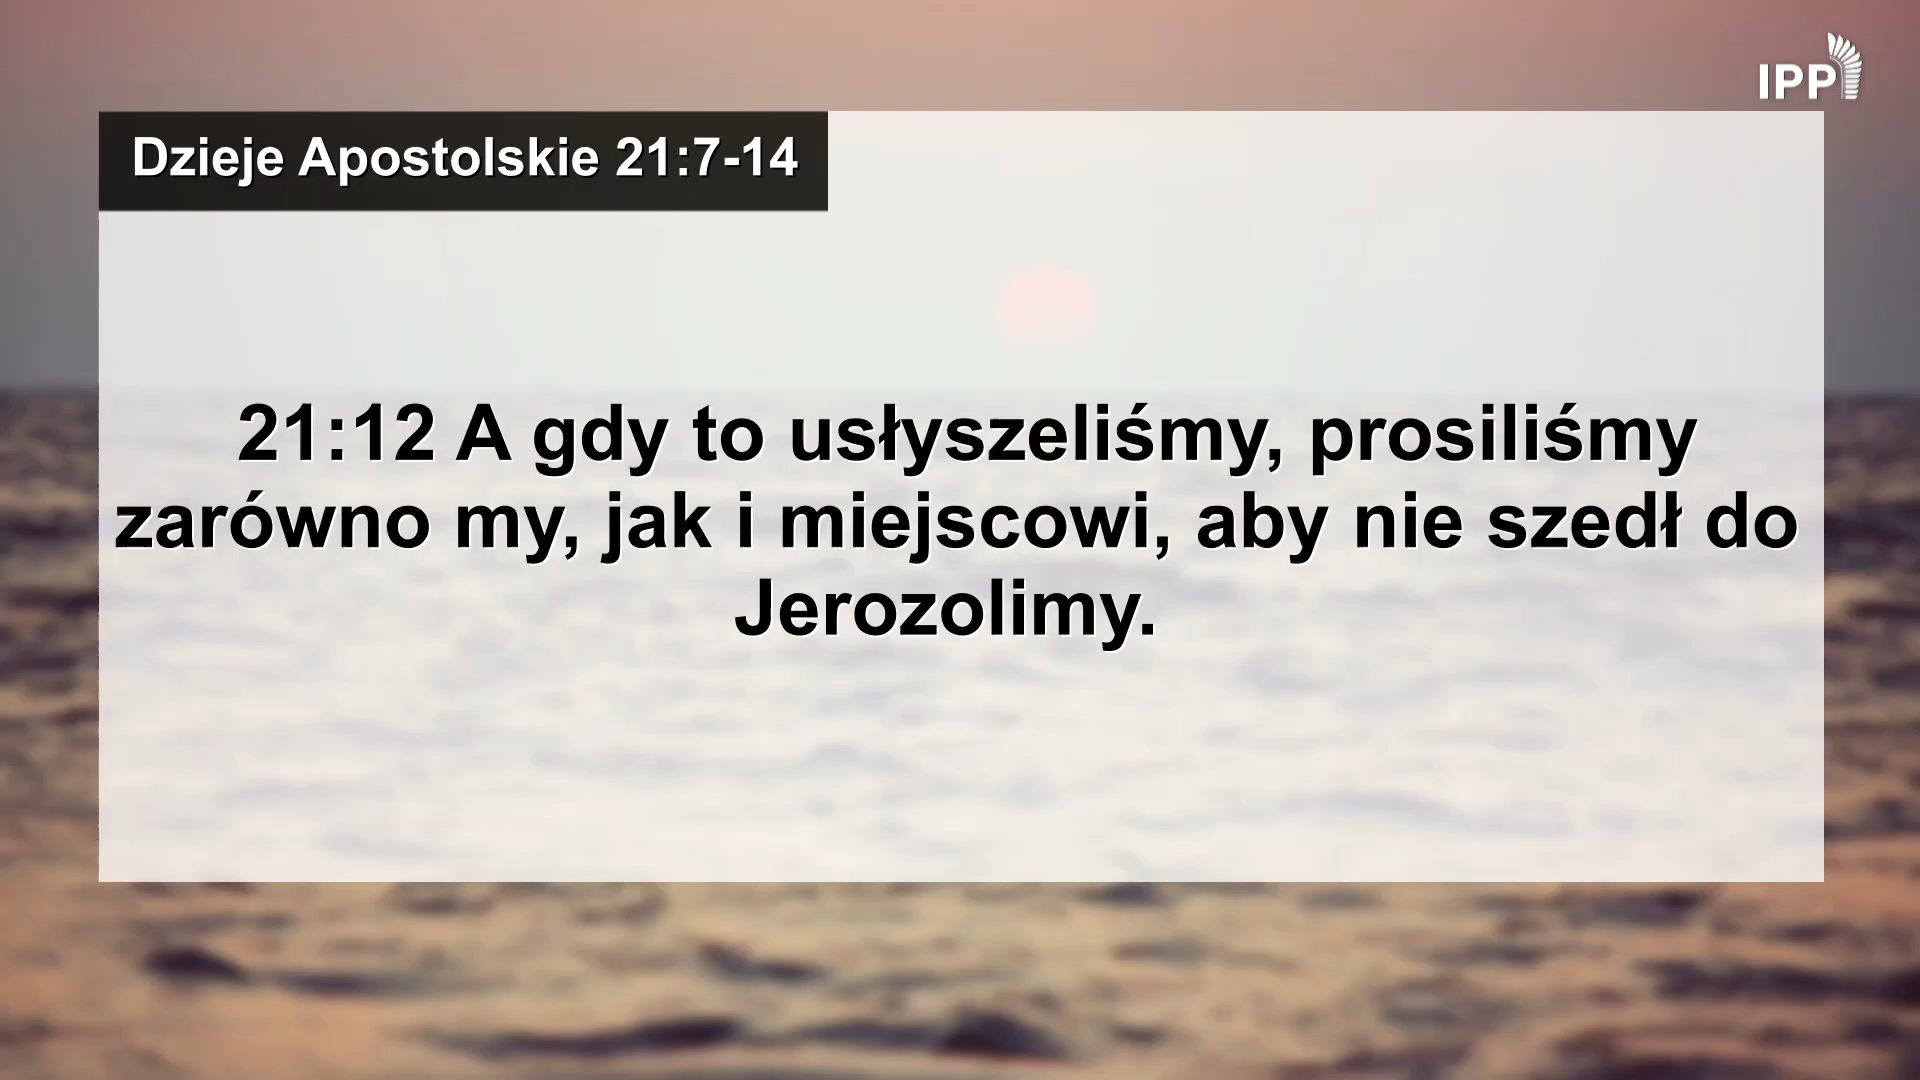 IPP
Dzieje Apostolskie 21:7-14
21:12 A gdy to usłyszeliśmy, prosiliśmy
zarówno my, jak i miejscowi, aby nie szedł do
Jerozolimy.